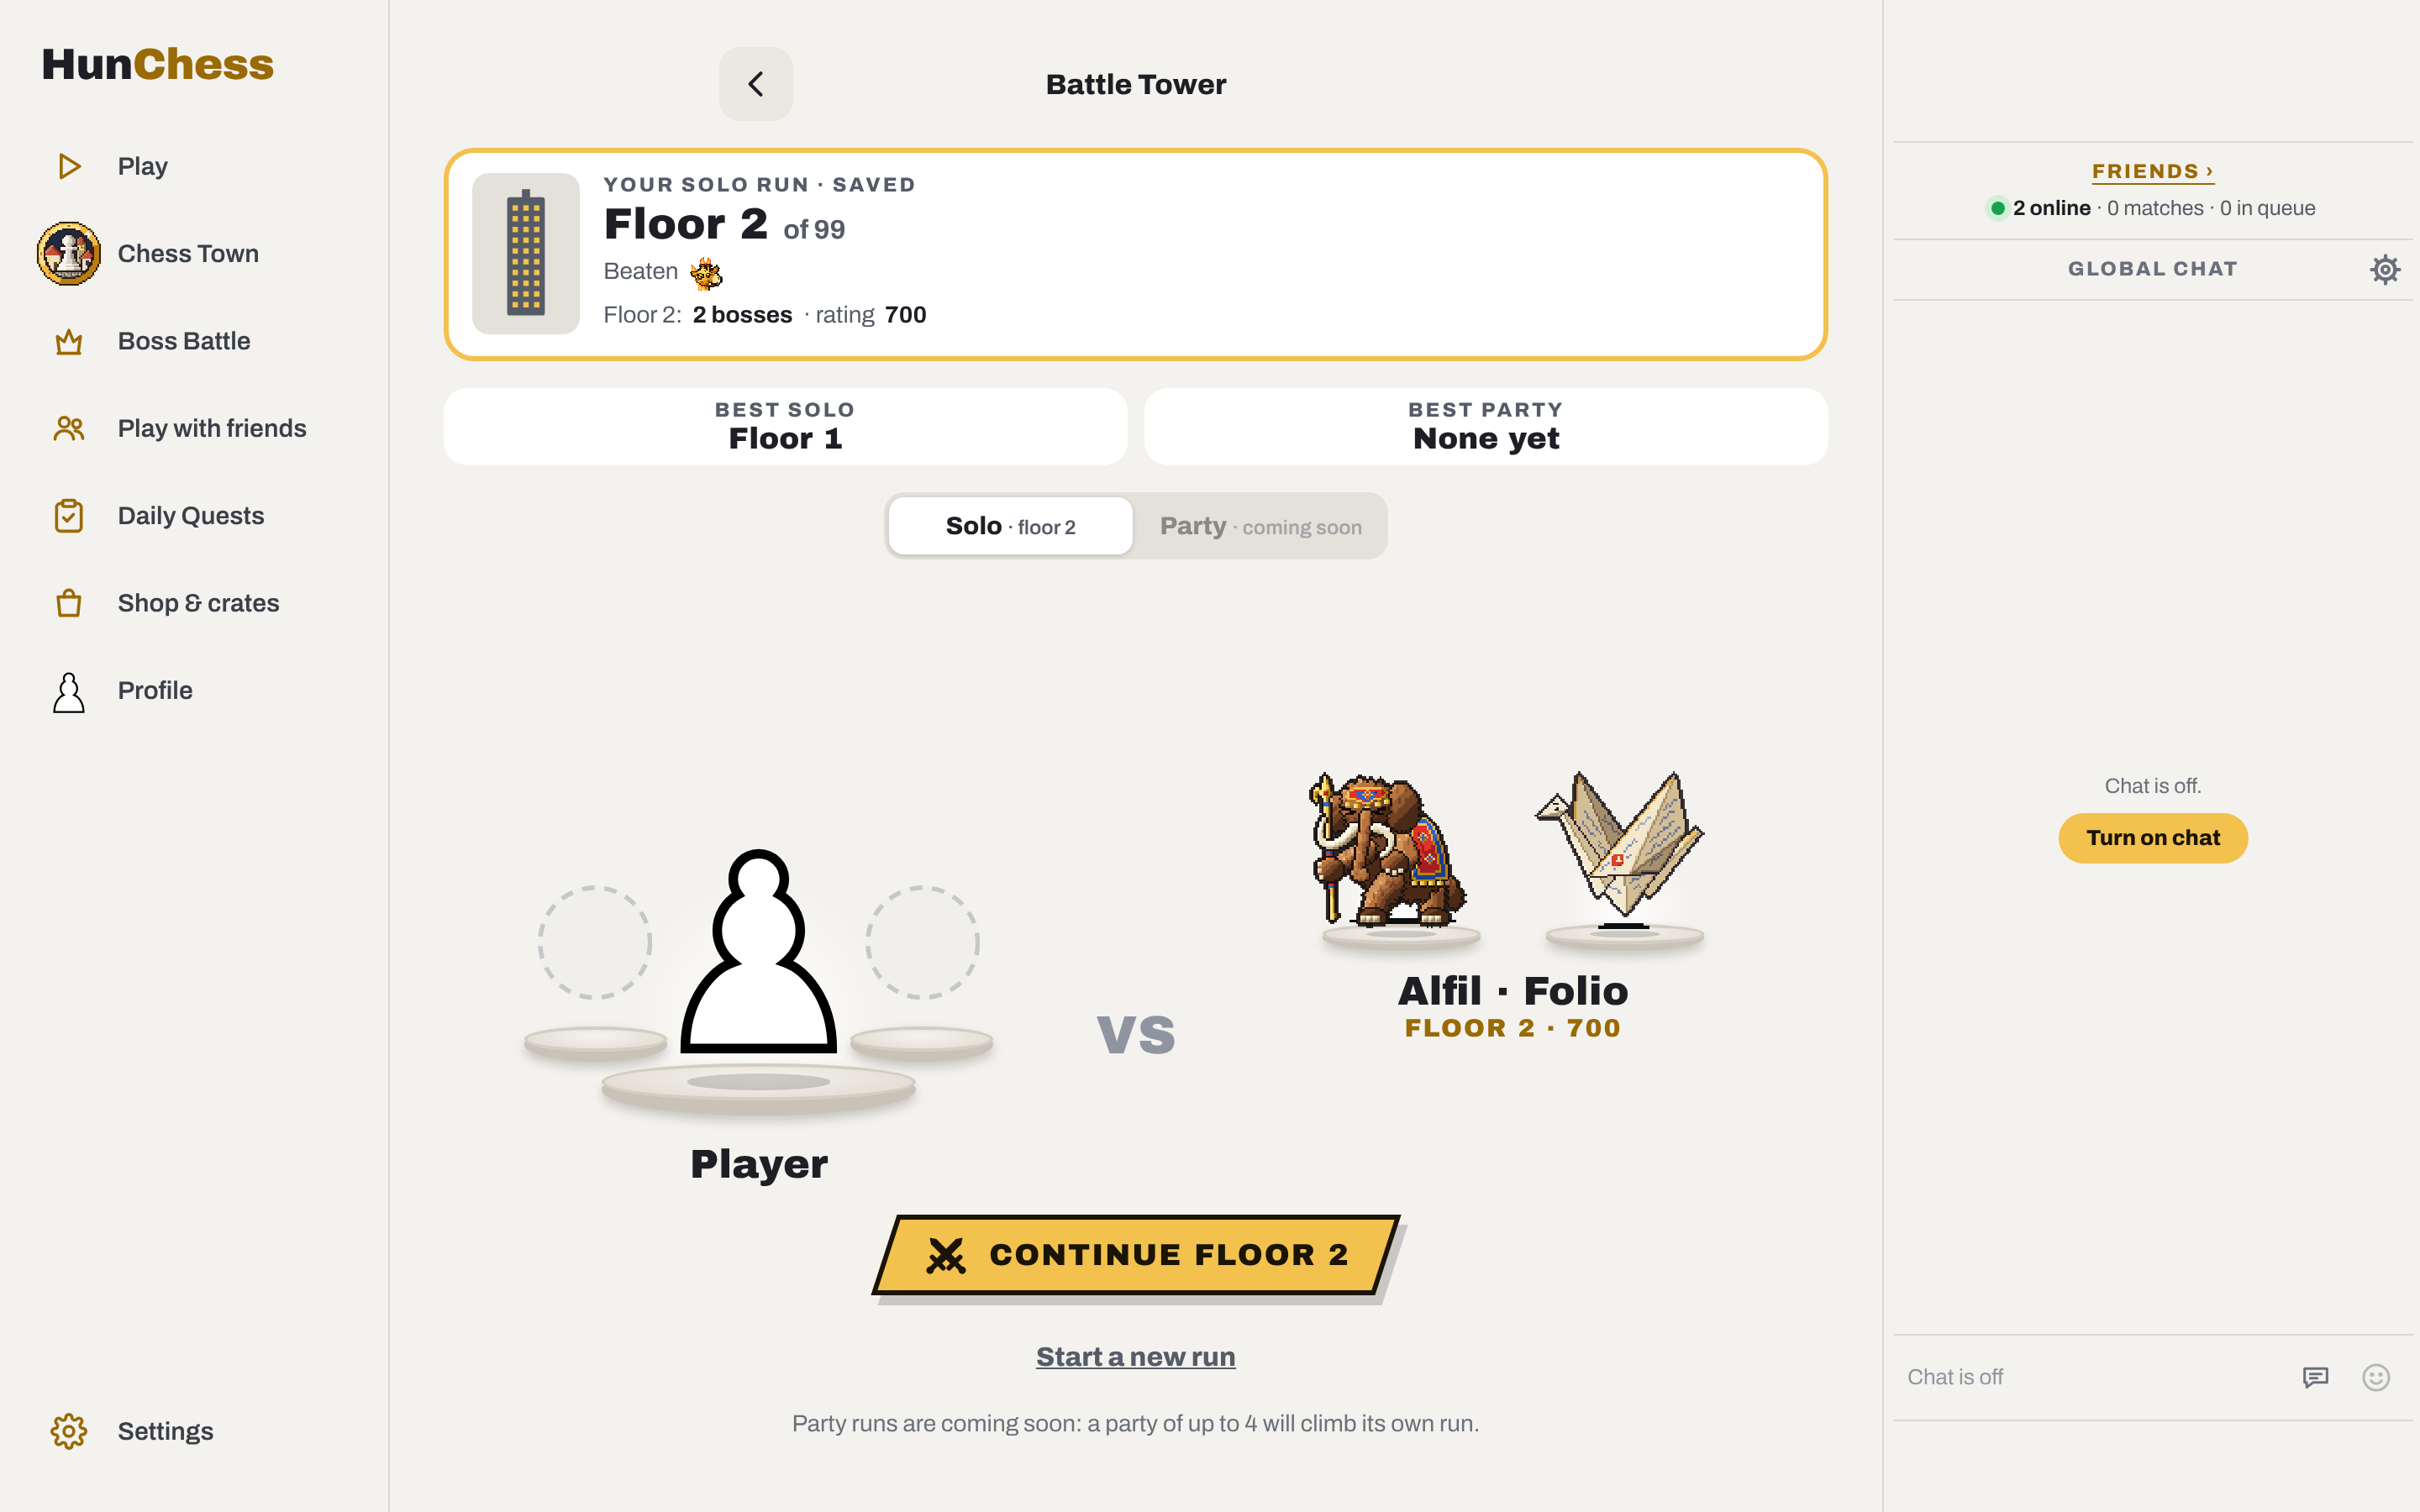 HunChess
Play
Chess Town
Boss Battle
Play with friends
Daily Quests
Shop & crates
Profile
Settings
Battle Tower
YOUR SOLO RUN · SAVED
Floor 2 of 99
Beaten
Floor 2: 2 bosses · rating 700
BEST SOLO
Floor 1
BEST PARTY
None yet
Solo · floor 2
Party · coming soon
Player
VS
Alfil · Folio
FLOOR 2 · 700
CONTINUE FLOOR 2
Start a new run
Party runs are coming soon: a party of up to 4 will climb its own run.
FRIENDS ›
2 online · 0 matches · 0 in queue
GLOBAL CHAT
Chat is off.
Turn on chat
Chat is off